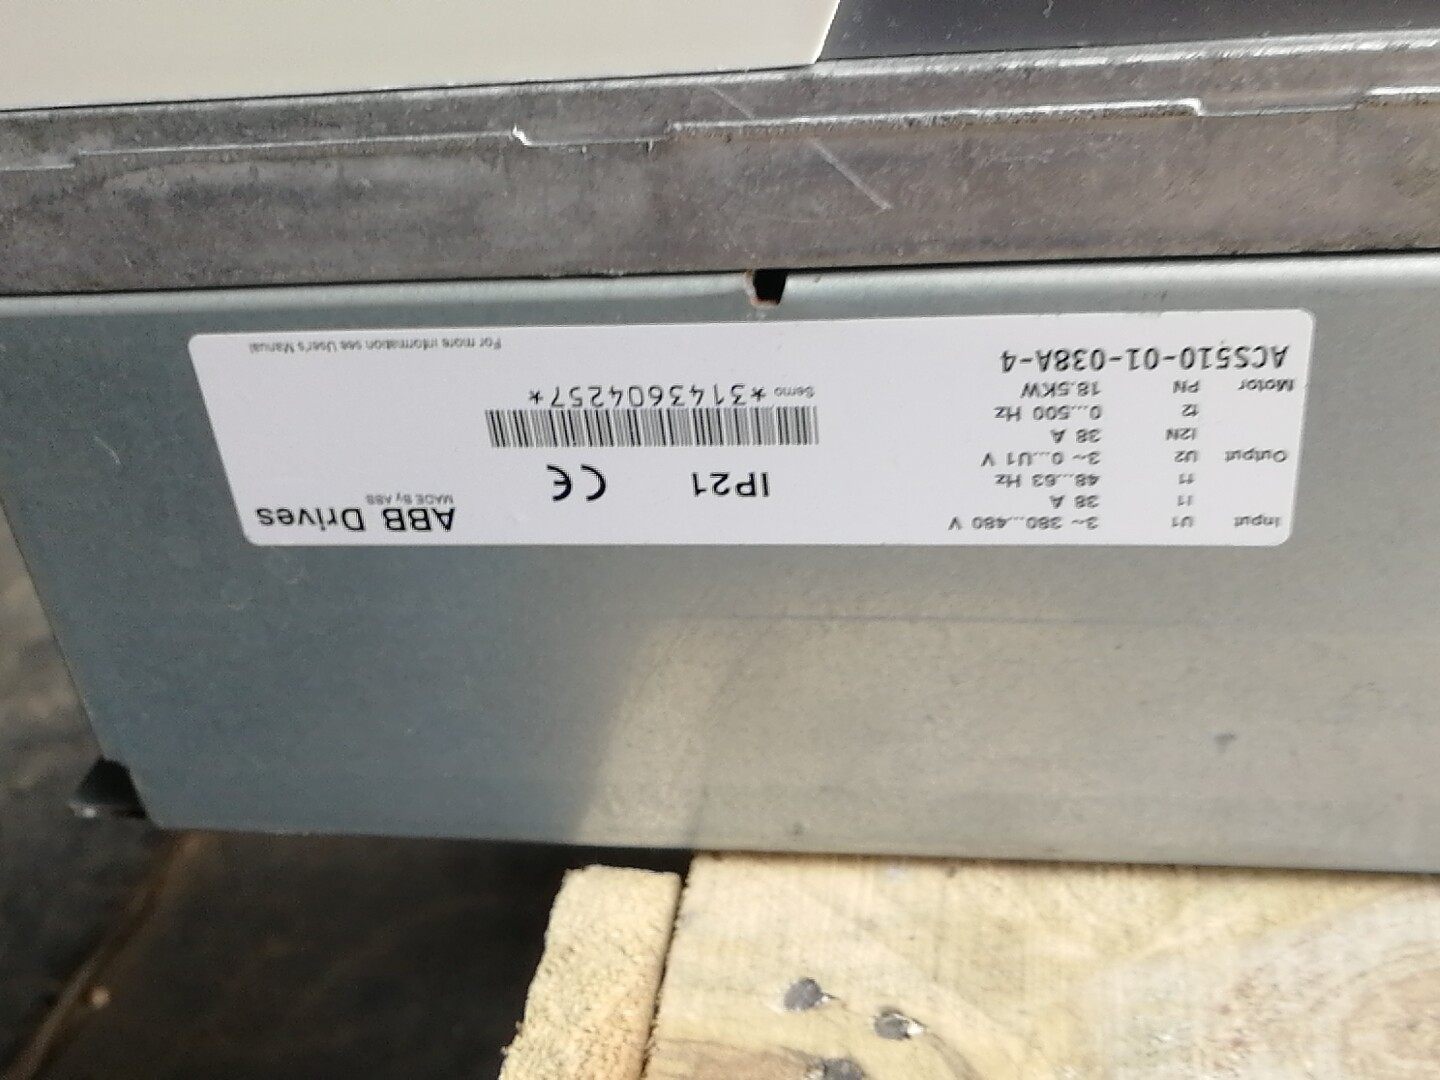 ABB Drives
MADE By ABB
IP21
CE
Serno *3143604257*
For more information see User's Manual
Input U1 3~ 380...480 V
I1 38 A
f1 48...63 Hz
Output U2 3~ 0...U1 V
I2N 38 A
f2 0...500 Hz
Motor PN 18.5KW
ACS510-01-038A-4